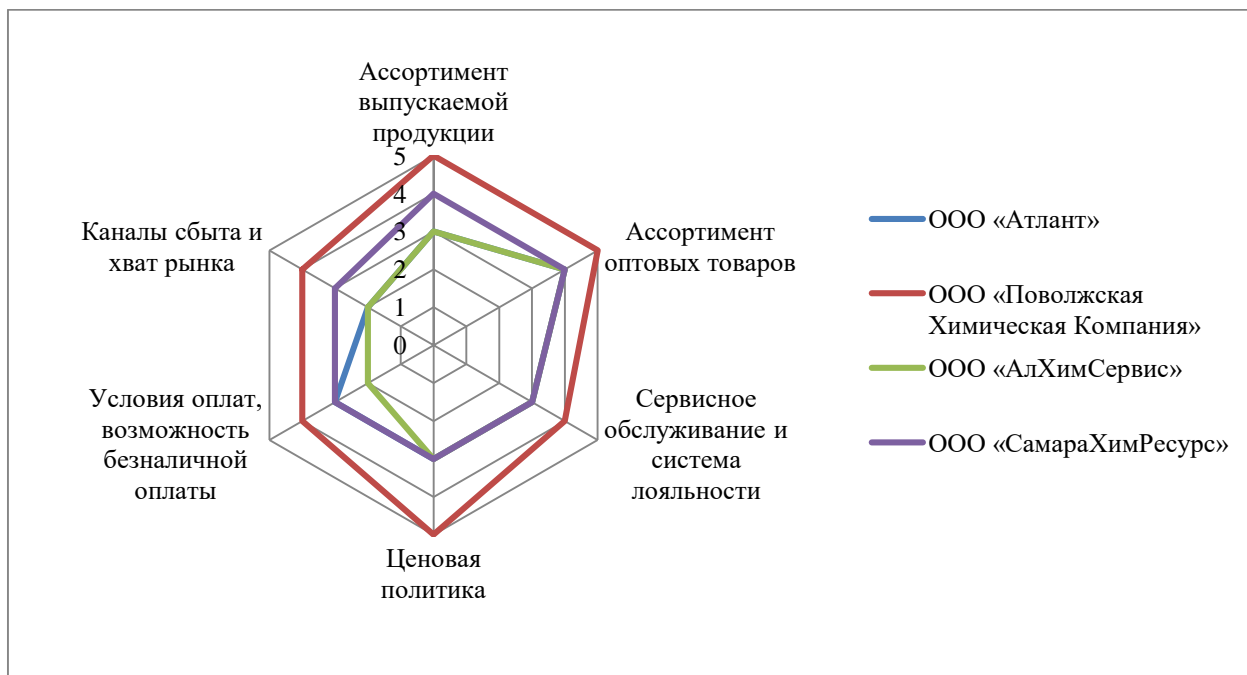 Ассортимент
выпускаемой
продукции
5
4
3
2
1
0
Ассортимент
оптовых товаров
Сервисное
обслуживание и
система
лояльности
Ценовая
политика
Условия оплат,
возможность
безналичной
оплаты
Каналы сбыта и
хват рынка
ООО «Атлант»
ООО «Поволжская
Химическая Компания»
ООО «АлХимСервис»
ООО «СамараХимРесурс»